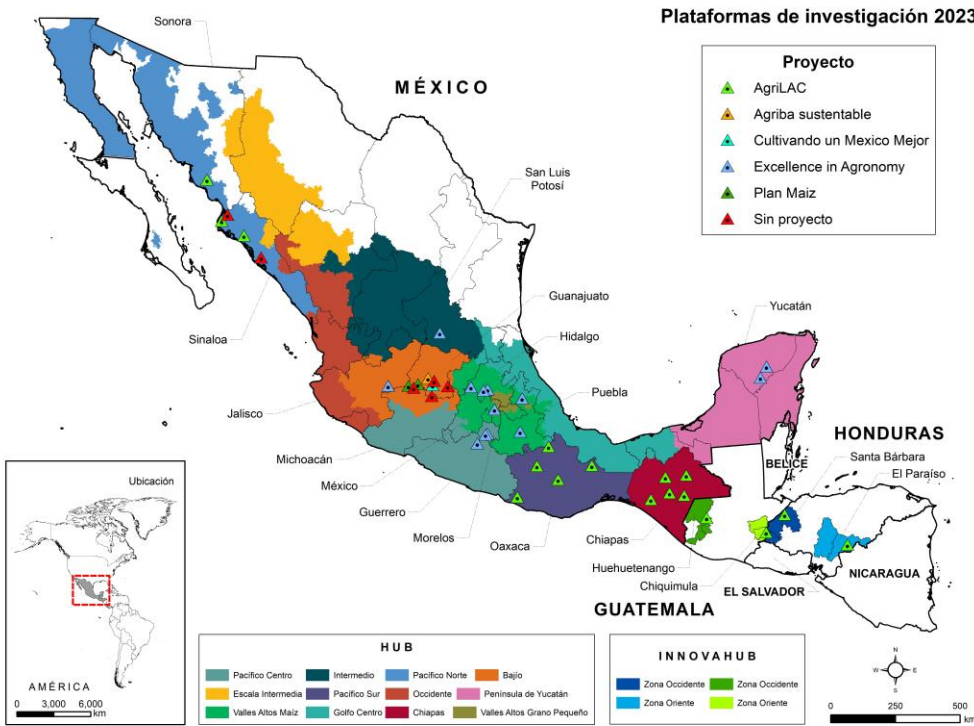 Plataformas de investigación 2023
Sonora
MÉXICO
Proyecto
AgriLAC
Agriba sustentable
Cultivando un Mexico Mejor
Excellence in Agronomy
Plan Maiz
Sin proyecto
San Luis
Potosí
Guanajuato
Hidalgo
Yucatán
Sinaloa
Puebla
Jalisco
HONDURAS
Santa Bárbara
El Paraíso
BELICE
Michoacán
México
Guerrero
Morelos
Oaxaca
Chiapas
Huehuetenango
Chiquimula
EL SALVADOR
NICARAGUA
GUATEMALA
Ubicación
AMÉRICA
0 3,000 6,000
km
HUB
Pacífico Centro
Intermedio
Pacífico Norte
Bajío
Escala Intermedia
Pacífico Sur
Occidente
Península de Yucatán
Valles Altos Maíz
Golfo Centro
Chiapas
Valles Altos Grano Pequeño
INNOVAHUB
Zona Occidente
Zona Occidente
Zona Oriente
Zona Oriente
N
W E
S
0 250 500
km